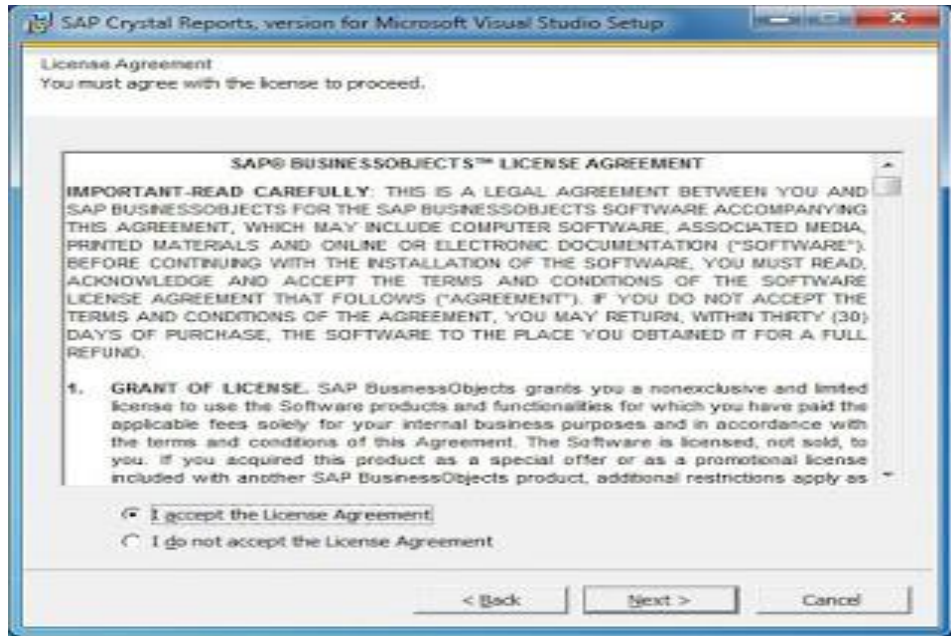 SAP Crystal Reports, version for Microsoft Visual Studio Setup
License Agreement
You must agree with the license to proceed.
SAP® BUSINESSOBJECTS™ LICENSE AGREEMENT
IMPORTANT-READ CAREFULLY: THIS IS A LEGAL AGREEMENT BETWEEN YOU AND
SAP BUSINESSOBJECTS FOR THE SAP BUSINESSOBJECTS SOFTWARE ACCOMPANYING
THIS AGREEMENT, WHICH MAY INCLUDE COMPUTER SOFTWARE, ASSOCIATED MEDIA,
PRINTED MATERIALS AND ONLINE OR ELECTRONIC DOCUMENTATION ("SOFTWARE").
BEFORE CONTINUING WITH THE INSTALLATION OF THE SOFTWARE, YOU MUST READ,
ACKNOWLEDGE AND ACCEPT THE TERMS AND CONDITIONS OF THE SOFTWARE
LICENSE AGREEMENT THAT FOLLOWS ("AGREEMENT"). IF YOU DO NOT ACCEPT THE
TERMS AND CONDITIONS OF THE AGREEMENT, YOU MAY RETURN, WITHIN THIRTY (30)
DAYS OF PURCHASE, THE SOFTWARE TO THE PLACE YOU OBTAINED IT FOR A FULL
REFUND.
1. GRANT OF LICENSE. SAP BusinessObjects grants you a nonexclusive and limited
license to use the Software products and functionalities for which you have paid the
applicable fees solely for your internal business purposes and in accordance with
the terms and conditions of this Agreement. The Software is licensed, not sold, to
you. If you acquired this product as a special offer or as a promotional license
included with another SAP BusinessObjects product, additional restrictions apply as
I accept the License Agreement
I do not accept the License Agreement
< Back Next > Cancel